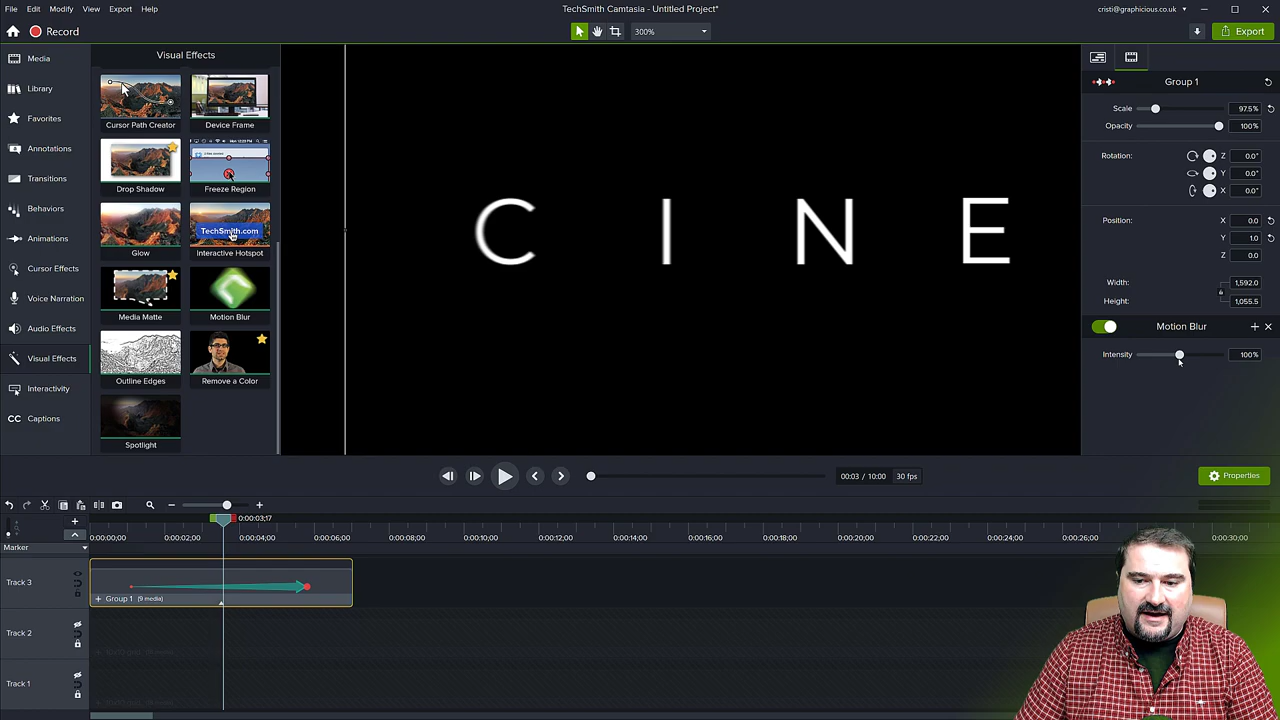 TechSmith Camtasia - Untitled Project*
File Edit Modify View Export Help
cristi@graphicious.co.uk
Record
300%
Export
Media
Library
Favorites
Annotations
Transitions
Behaviors
Animations
Cursor Effects
Voice Narration
Audio Effects
Visual Effects
Interactivity
Captions
Visual Effects
Cursor Path Creator
Device Frame
Drop Shadow
Freeze Region
Glow
TechSmith.com
Interactive Hotspot
Media Matte
Motion Blur
Outline Edges
Remove a Color
Spotlight
C I N E
Group 1
Scale 97.5%
Opacity 100%
Rotation: Z 0.0°
Y 0.0°
X 0.0°
Position: X 0.0
Y 1.0
Z 0.0
Width: 1,592.0
Height: 1,055.5
Motion Blur
Intensity 100%
00:03 / 10:00 30 fps
Properties
0:00:03;17
0:00:00;00 0:00:02;00 0:00:04;00 0:00:06;00 0:00:08;00 0:00:10;00 0:00:12;00 0:00:14;00 0:00:16;00 0:00:18;00 0:00:20;00 0:00:22;00 0:00:24;00 0:00:26;00 0:00:28;00 0:00:30;00
Marker
Track 3
+ Group 1 (9 media)
Track 2
Track 1